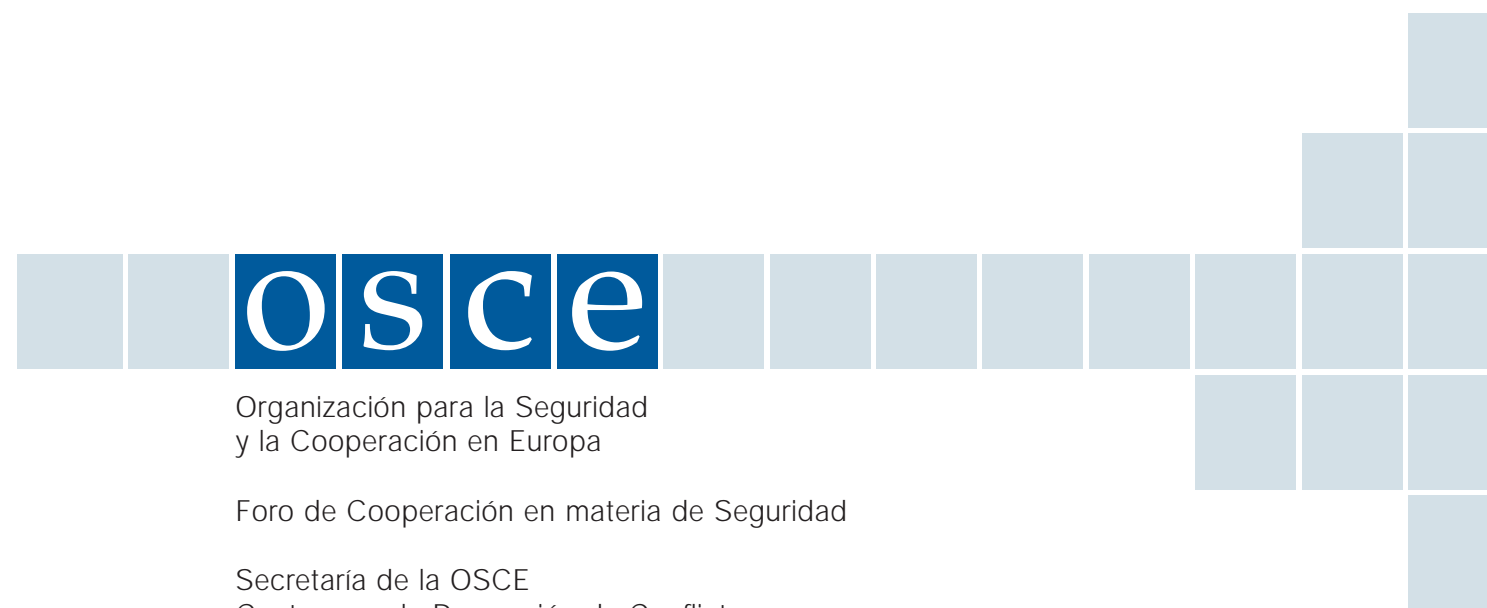 osce
Organización para la Seguridad
y la Cooperación en Europa
Foro de Cooperación en materia de Seguridad
Secretaría de la OSCE